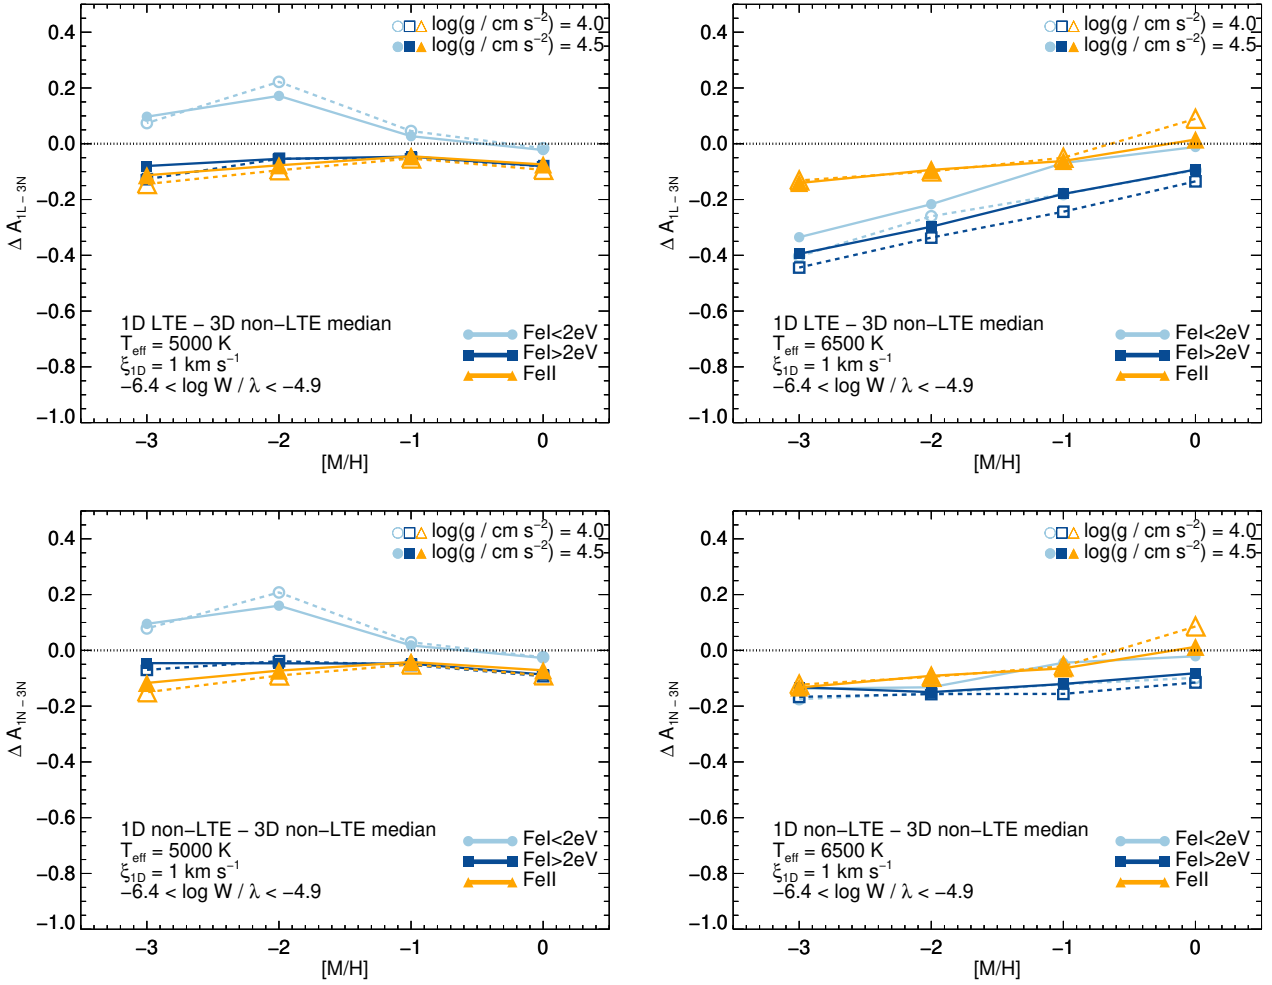 log(g / cm s⁻²) = 4.0
log(g / cm s⁻²) = 4.5
0.4
0.2
0.0
−0.2
−0.4
−0.6
−0.8
−1.0
Δ A1L − 3N
1D LTE − 3D non−LTE median
Teff = 5000 K
ξ1D = 1 km s⁻¹
−6.4 < log W / λ < −4.9
FeI<2eV
FeI>2eV
FeII
−3 −2 −1 0
[M/H]
log(g / cm s⁻²) = 4.0
log(g / cm s⁻²) = 4.5
0.4
0.2
0.0
−0.2
−0.4
−0.6
−0.8
−1.0
Δ A1L − 3N
1D LTE − 3D non−LTE median
Teff = 6500 K
ξ1D = 1 km s⁻¹
−6.4 < log W / λ < −4.9
FeI<2eV
FeI>2eV
FeII
−3 −2 −1 0
[M/H]
log(g / cm s⁻²) = 4.0
log(g / cm s⁻²) = 4.5
0.4
0.2
0.0
−0.2
−0.4
−0.6
−0.8
−1.0
Δ A1N − 3N
1D non−LTE − 3D non−LTE median
Teff = 5000 K
ξ1D = 1 km s⁻¹
−6.4 < log W / λ < −4.9
FeI<2eV
FeI>2eV
FeII
−3 −2 −1 0
[M/H]
log(g / cm s⁻²) = 4.0
log(g / cm s⁻²) = 4.5
0.4
0.2
0.0
−0.2
−0.4
−0.6
−0.8
−1.0
Δ A1N − 3N
1D non−LTE − 3D non−LTE median
Teff = 6500 K
ξ1D = 1 km s⁻¹
−6.4 < log W / λ < −4.9
FeI<2eV
FeI>2eV
FeII
−3 −2 −1 0
[M/H]